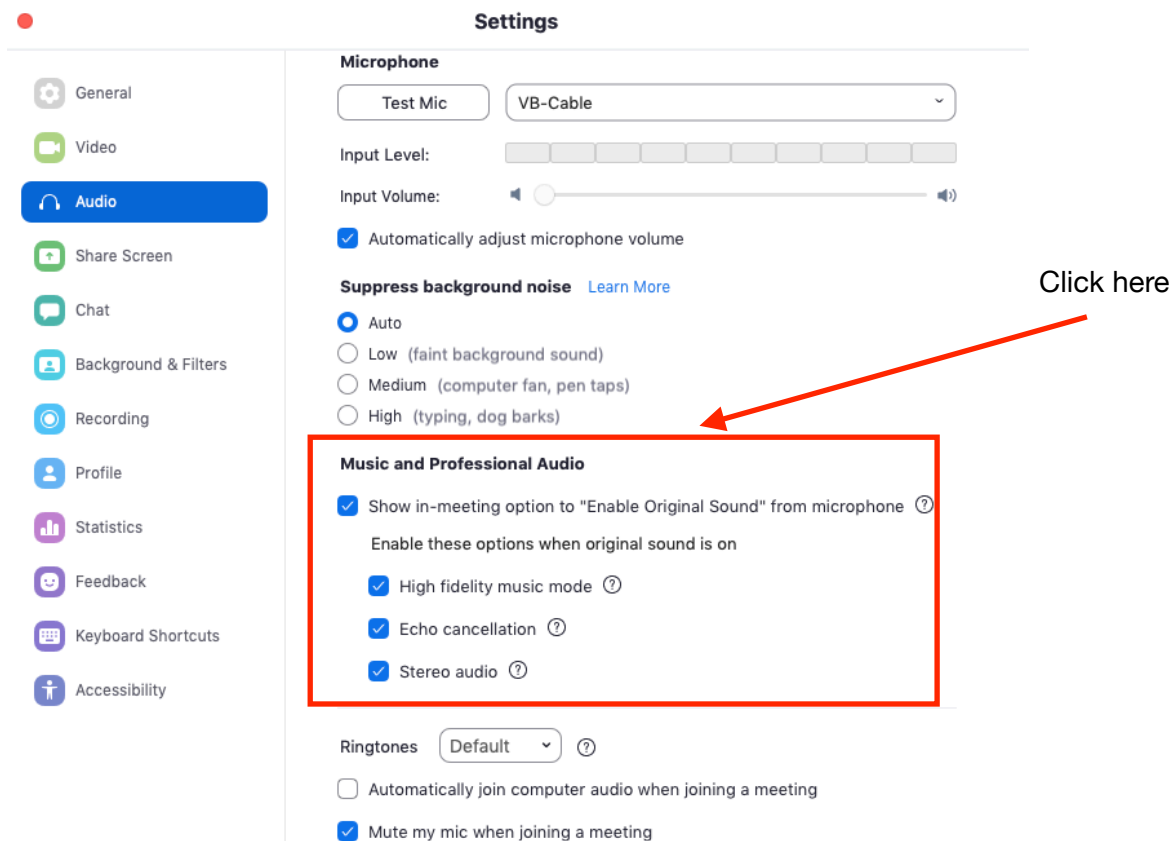 Settings
General
Video
Audio
Share Screen
Chat
Background & Filters
Recording
Profile
Statistics
Feedback
Keyboard Shortcuts
Accessibility
Microphone
Test Mic
VB-Cable
Input Level:
Input Volume:
Automatically adjust microphone volume
Suppress background noise Learn More
Auto
Low (faint background sound)
Medium (computer fan, pen taps)
High (typing, dog barks)
Click here
Music and Professional Audio
Show in-meeting option to "Enable Original Sound" from microphone ?
Enable these options when original sound is on
High fidelity music mode ?
Echo cancellation ?
Stereo audio ?
Ringtones Default ?
Automatically join computer audio when joining a meeting
Mute my mic when joining a meeting